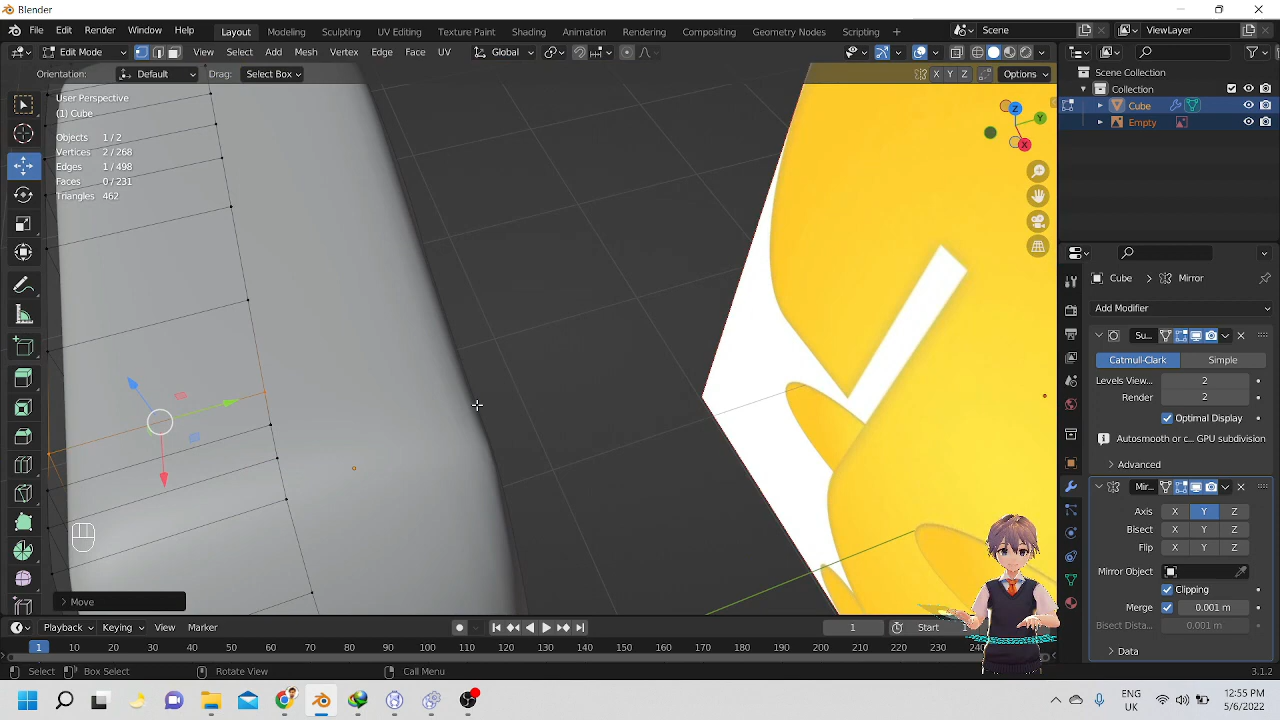 Blender
File Edit Render Window Help Layout Modeling Sculpting UV Editing Texture Paint Shading Animation Rendering Compositing Geometry Nodes Scripting + Scene ViewLayer
Edit Mode View Select Add Mesh Vertex Edge Face UV Global
Orientation: Default Drag: Select Box X Y Z Options
User Perspective
(1) Cube
Objects 1/2
Vertices 2/268
Edges 1/498
Faces 0/231
Triangles 462
Z
Y
X
Scene Collection
Collection
Cube
Empty
Cube > Mirror
Add Modifier
Su...
Catmull-Clark Simple
Levels View... 2
Render 2
Optimal Display
Autosmooth or c... GPU subdivision
Advanced
Mir...
Axis X Y Z
Bisect X Y Z
Flip X Y Z
Mirror Object
Clipping
Merge 0.001 m
Bisect Dista... 0.001 m
Data
> Move
Playback Keying View Marker 1 Start
1 10 20 30 40 50 60 70 80 90 100 110 120 130 140 150 160 170 180 190 200 210 220 230 240
Select Box Select Rotate View Call Menu 3.1.2
ENG
UK
12:55 PM
5/6/2022